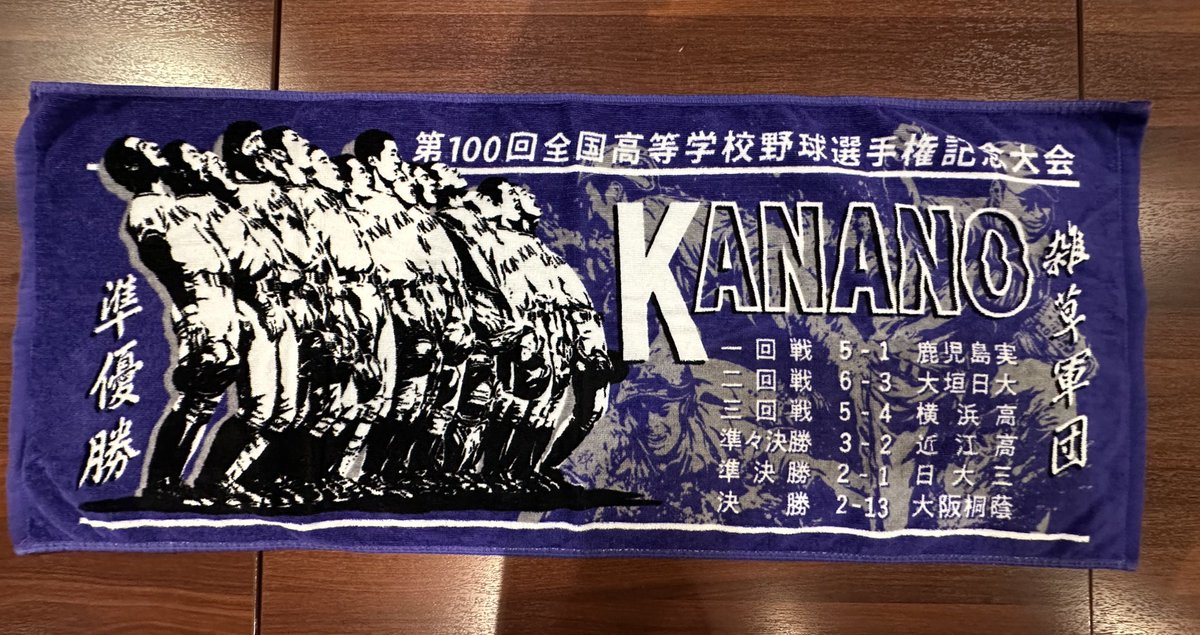 第100回全国高等学校野球選手権記念大会
KANANO
雑草軍団
準優勝
一回戦 5-1 鹿児島実
二回戦 6-3 大垣日大
三回戦 5-4 横浜高
準々決勝 3-2 近江高
準決勝 2-1 日大三
決勝 2-13 大阪桐蔭